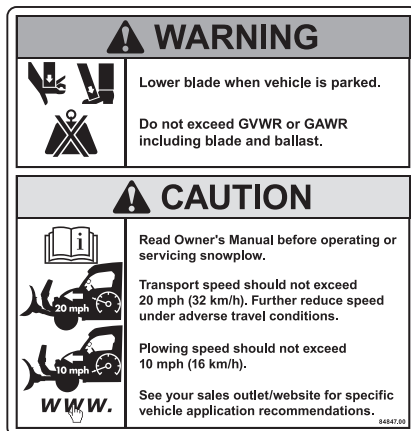 WARNING
Lower blade when vehicle is parked.
Do not exceed GVWR or GAWR
including blade and ballast.
CAUTION
i
Read Owner's Manual before operating or
servicing snowplow.
20 mph
Transport speed should not exceed
20 mph (32 km/h). Further reduce speed
under adverse travel conditions.
10 mph
Plowing speed should not exceed
10 mph (16 km/h).
www.
See your sales outlet/website for specific
vehicle application recommendations.
84847.00